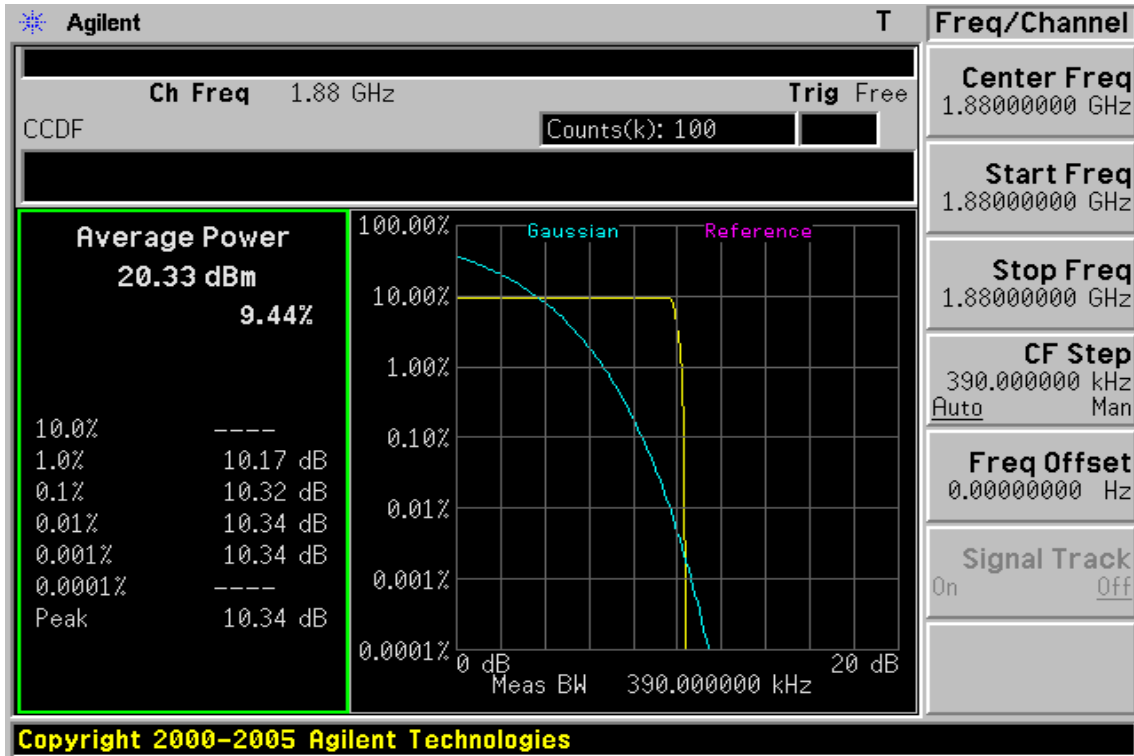 Agilent T Freq/Channel
Ch Freq 1.88 GHz Trig Free
CCDF Counts(k): 100
Average Power
20.33 dBm
9.44%
10.0% ----
1.0% 10.17 dB
0.1% 10.32 dB
0.01% 10.34 dB
0.001% 10.34 dB
0.0001% ----
Peak 10.34 dB
Gaussian Reference
100.00%
10.00%
1.00%
0.10%
0.01%
0.001%
0.0001%
0 dB 20 dB
Meas BW 390.000000 kHz
Center Freq
1.88000000 GHz
Start Freq
1.88000000 GHz
Stop Freq
1.88000000 GHz
CF Step
390.000000 kHz
Auto Man
Freq Offset
0.00000000 Hz
Signal Track
On Off
Copyright 2000-2005 Agilent Technologies